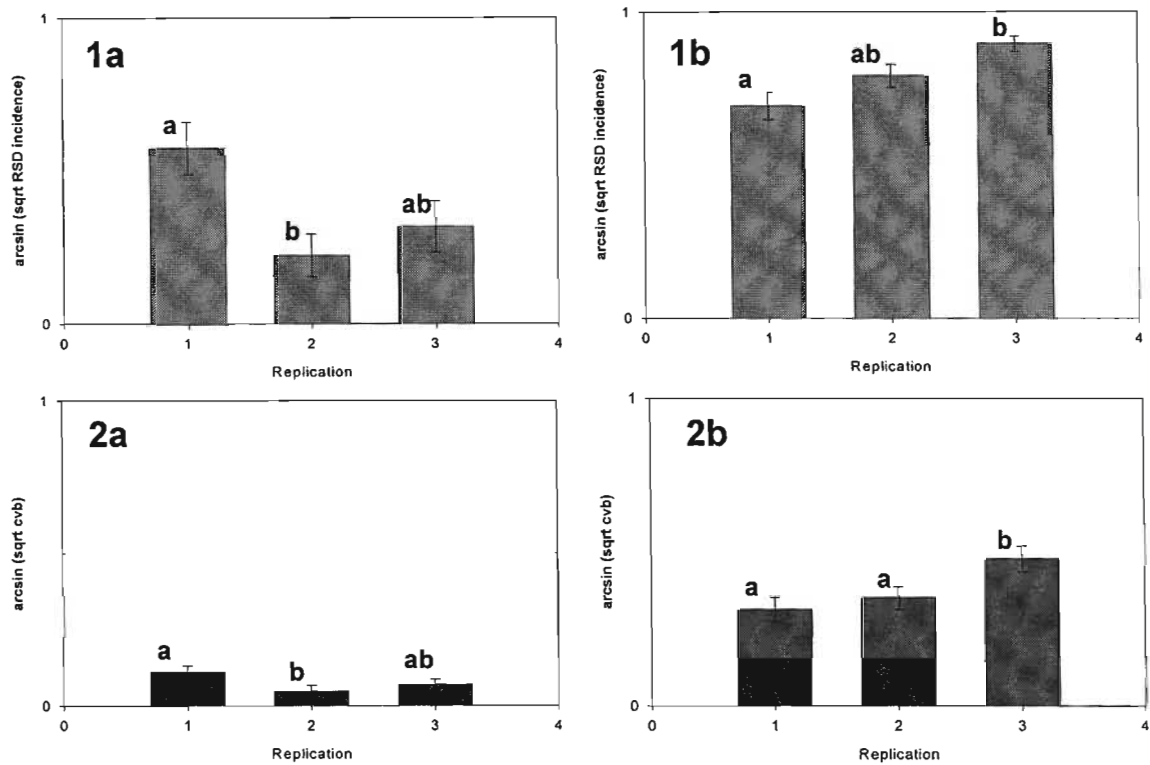 1
1a
a
b
ab
arcsin (sqrt RSD incidence)
0
0 1 2 3 4
Replication
1
1b
a
ab
b
arcsin (sqrt RSD incidence)
0
0 1 2 3 4
Replication
1
2a
a
b
ab
arcsin (sqrt cvb)
0
0 1 2 3 4
Replication
1
2b
a
a
b
arcsin (sqrt cvb)
0
0 1 2 3 4
Replication